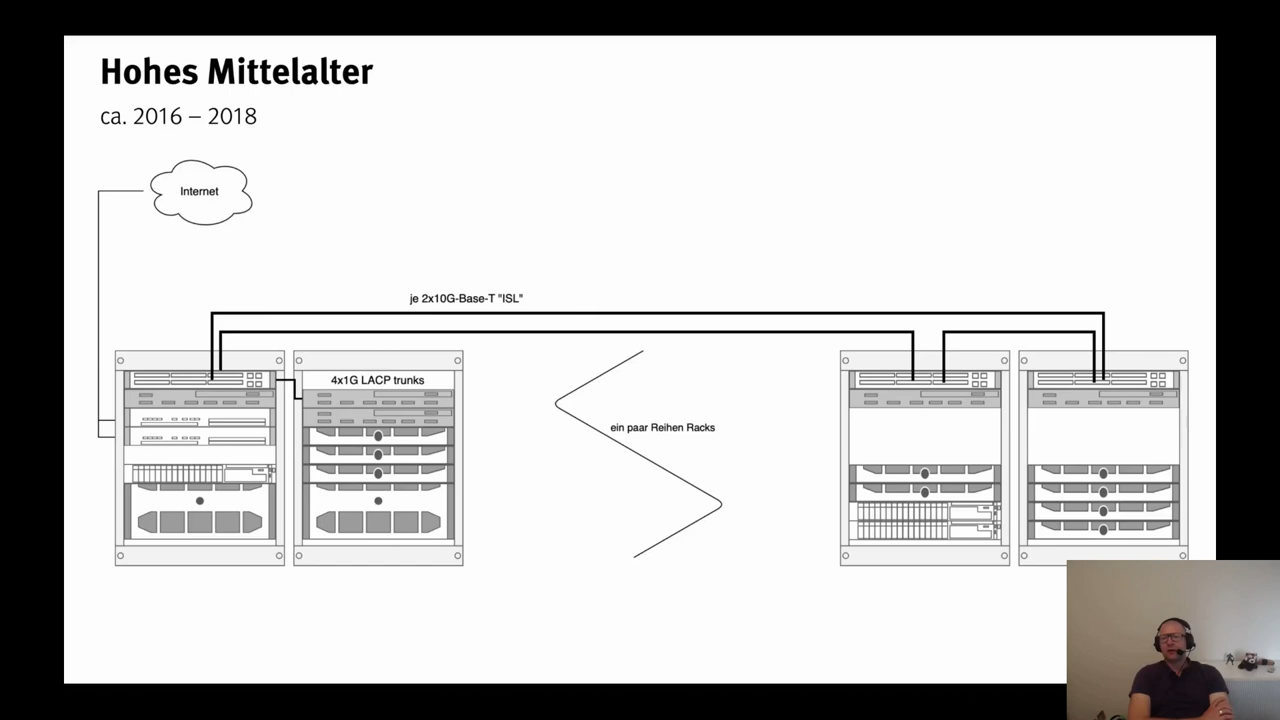 Hohes Mittelalter
ca. 2016 – 2018
Internet
je 2x10G-Base-T "ISL"
4x1G LACP trunks
ein paar Reihen Racks